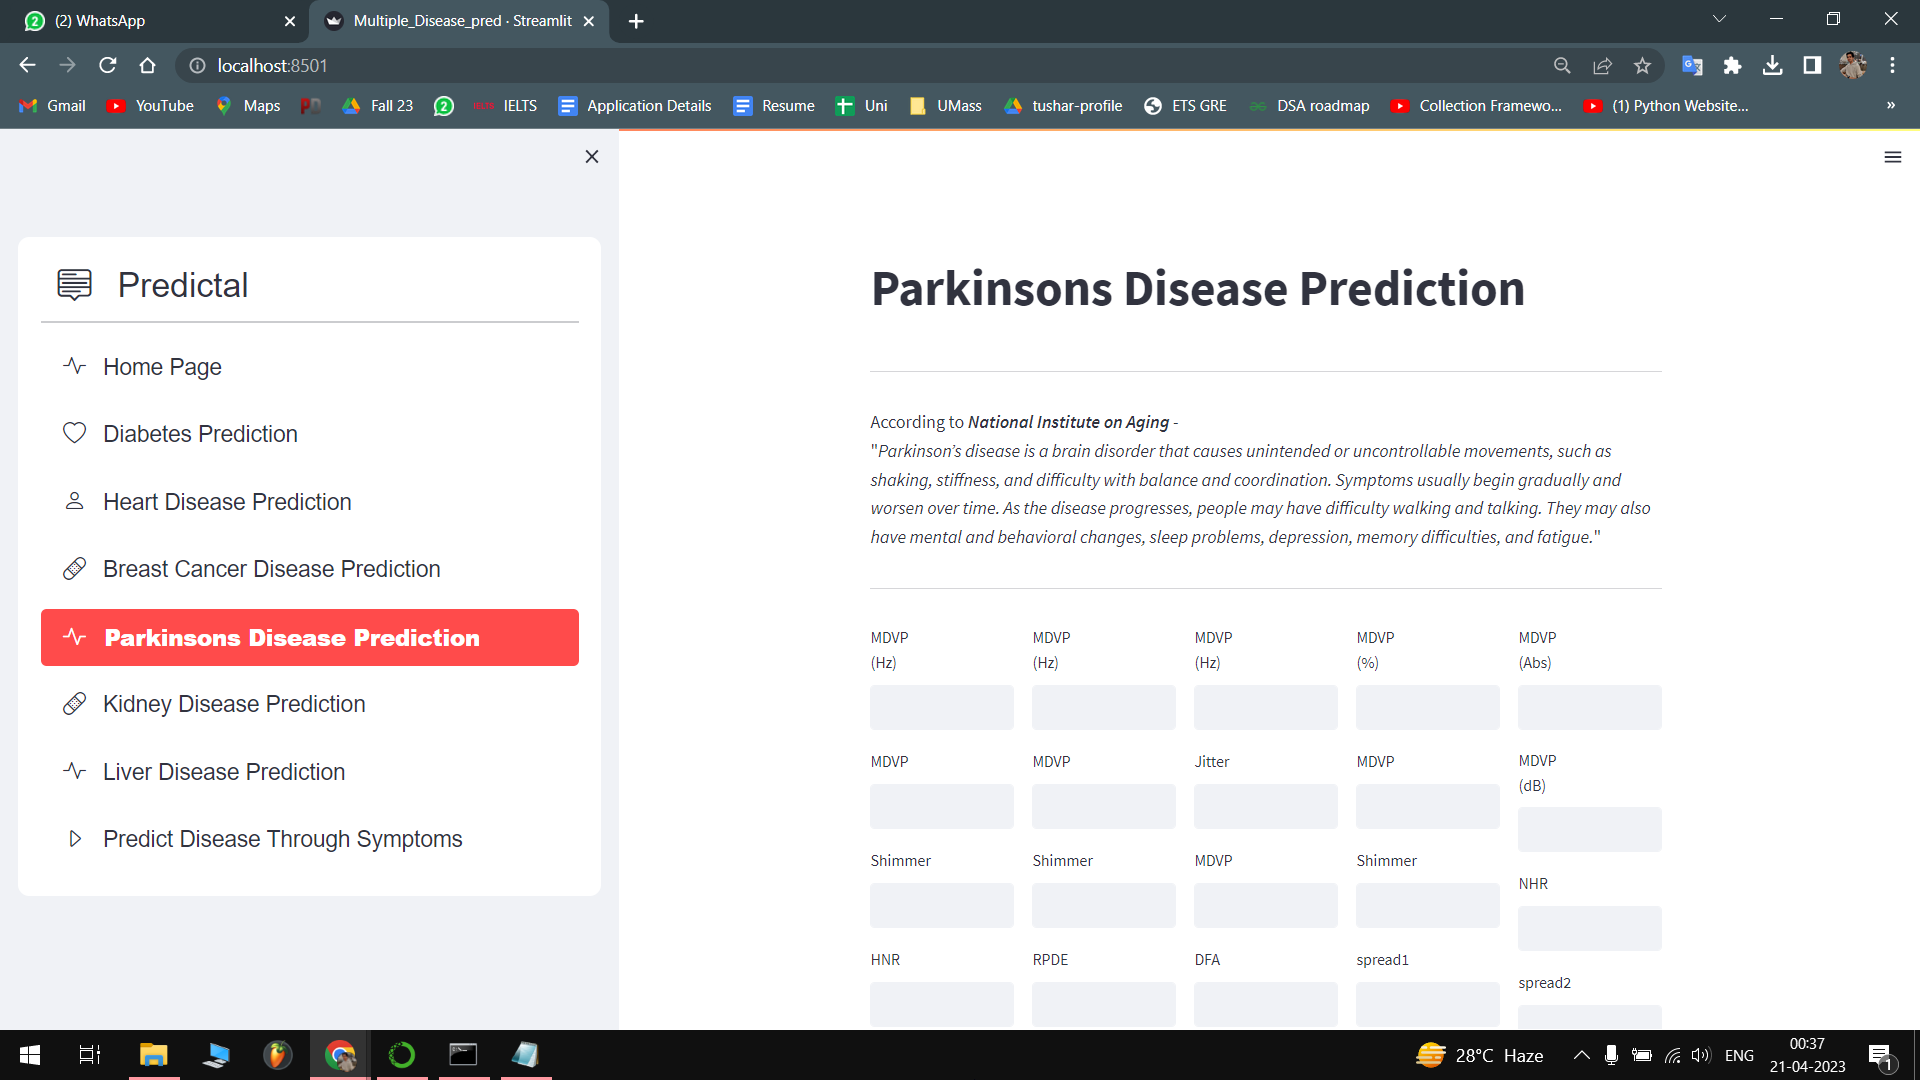 (2) WhatsApp
Multiple_Disease_pred · Streamlit
localhost:8501
Gmail YouTube Maps Fall 23 2 IELTS Application Details Resume Uni UMass tushar-profile ETS GRE DSA roadmap Collection Framewo... (1) Python Website... »
Predictal
Home Page
Diabetes Prediction
Heart Disease Prediction
Breast Cancer Disease Prediction
Parkinsons Disease Prediction
Kidney Disease Prediction
Liver Disease Prediction
Predict Disease Through Symptoms
Parkinsons Disease Prediction
According to National Institute on Aging -
"Parkinson’s disease is a brain disorder that causes unintended or uncontrollable movements, such as
shaking, stiffness, and difficulty with balance and coordination. Symptoms usually begin gradually and
worsen over time. As the disease progresses, people may have difficulty walking and talking. They may also
have mental and behavioral changes, sleep problems, depression, memory difficulties, and fatigue."
MDVP MDVP MDVP MDVP MDVP
(Hz) (Hz) (Hz) (%) (Abs)
MDVP MDVP Jitter MDVP MDVP
(dB)
Shimmer Shimmer MDVP Shimmer
NHR
HNR RPDE DFA spread1
spread2
28°C Haze ENG
00:37
21-04-2023
1